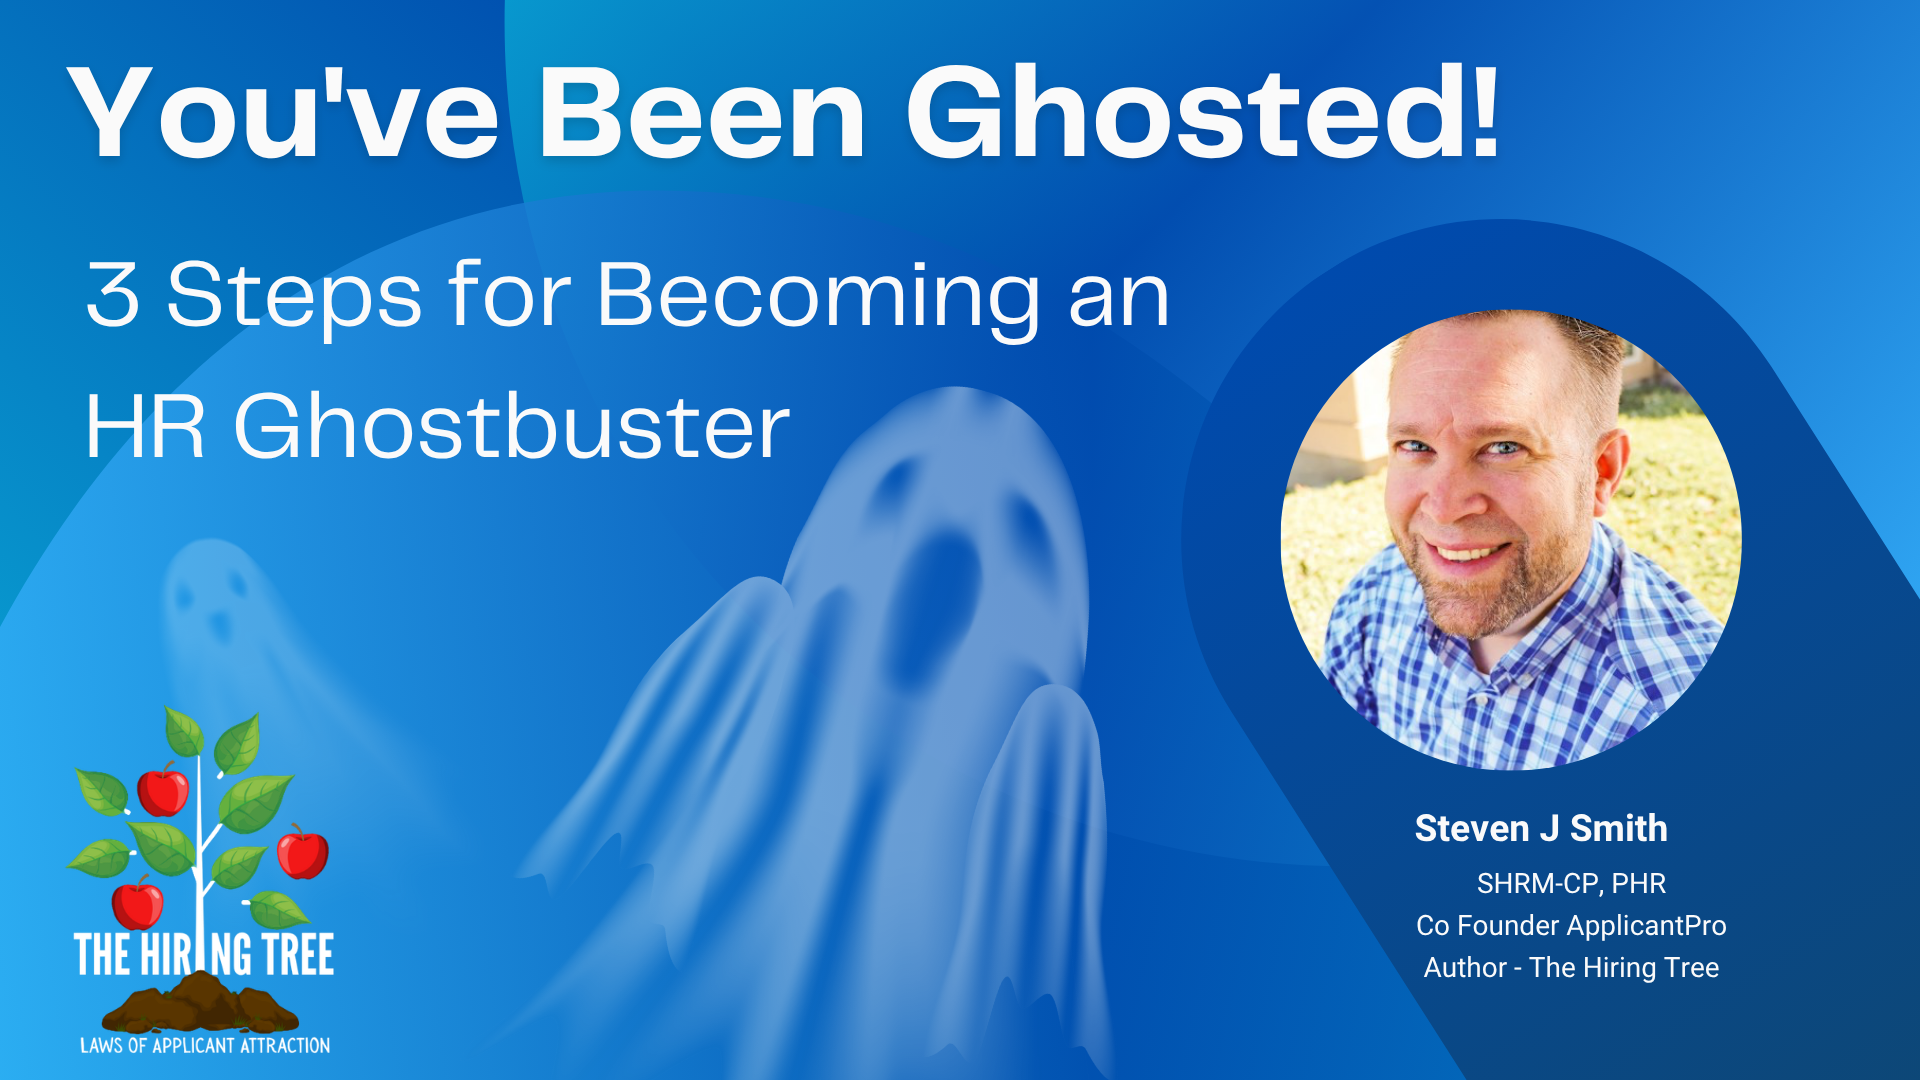 You've Been Ghosted!
3 Steps for Becoming an
HR Ghostbuster
Steven J Smith
SHRM-CP, PHR
Co Founder ApplicantPro
Author - The Hiring Tree
THE HIRING TREE
LAWS OF APPLICANT ATTRACTION